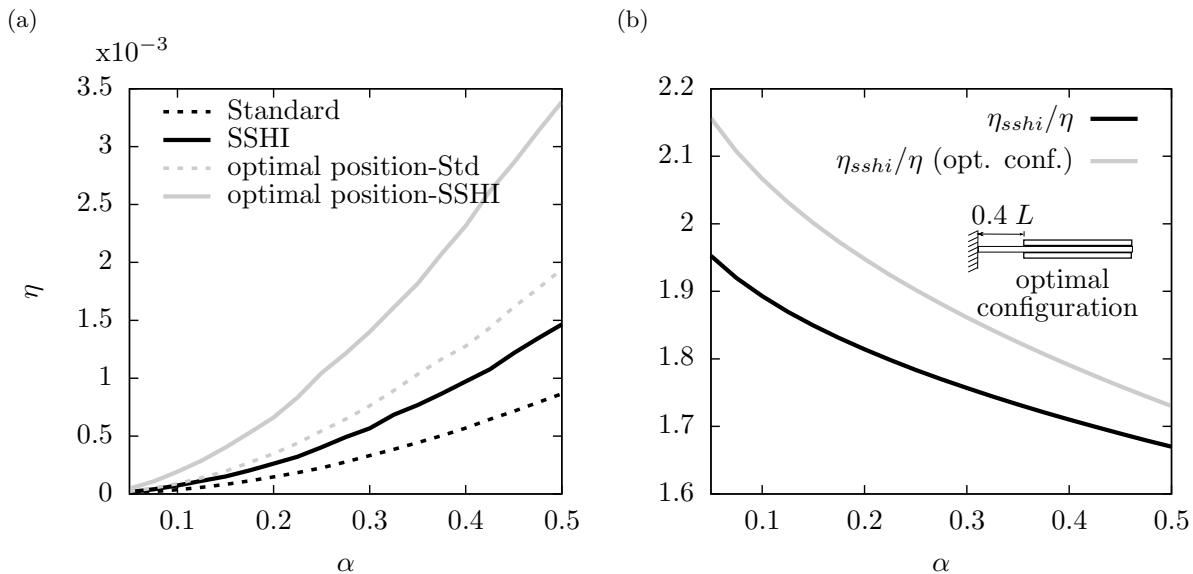 (a)
x10⁻³
3.5
3
2.5
2
1.5
1
0.5
0
η
Standard
SSHI
optimal position-Std
optimal position-SSHI
0.1 0.2 0.3 0.4 0.5
α
(b)
2.2
2.1
2
1.9
1.8
1.7
1.6
η_sshi/η
η_sshi/η (opt. conf.)
0.4 L
optimal
configuration
0.1 0.2 0.3 0.4 0.5
α